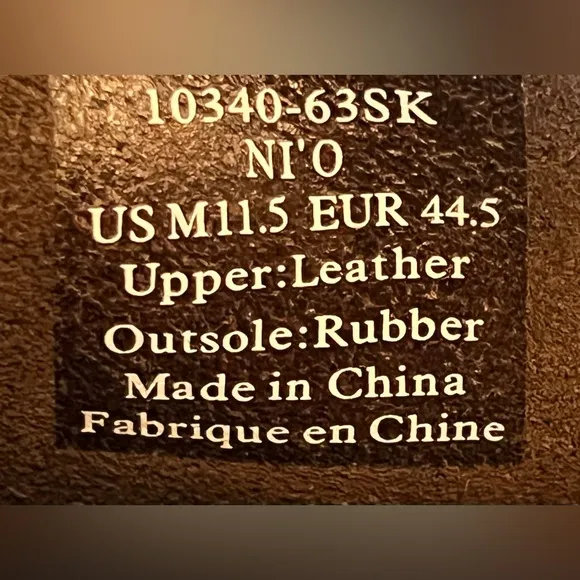 10340-63SK
NI'O
US M11.5 EUR 44.5
Upper:Leather
Outsole:Rubber
Made in China
Fabrique en Chine